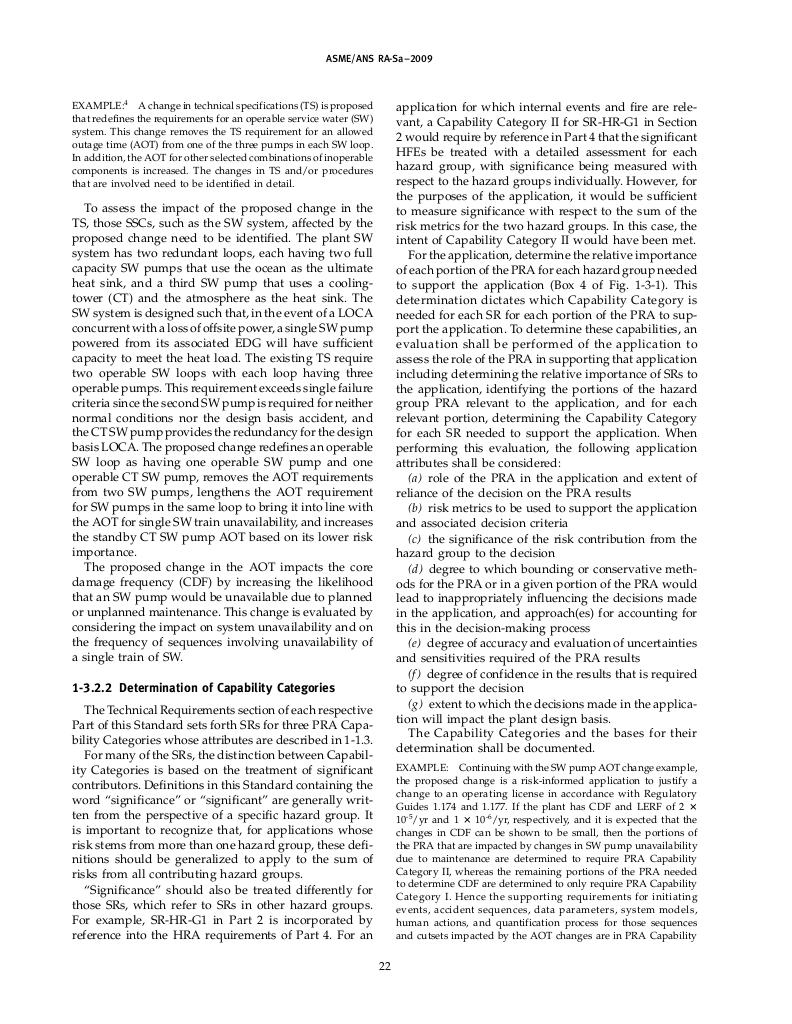 ASME/ANS RA-Sa–2009
EXAMPLE:4 A change in technical specifications (TS) is proposed
that redefines the requirements for an operable service water (SW)
system. This change removes the TS requirement for an allowed
outage time (AOT) from one of the three pumps in each SW loop.
In addition, the AOT for other selected combinations of inoperable
components is increased. The changes in TS and/or procedures
that are involved need to be identified in detail.
To assess the impact of the proposed change in the
TS, those SSCs, such as the SW system, affected by the
proposed change need to be identified. The plant SW
system has two redundant loops, each having two full
capacity SW pumps that use the ocean as the ultimate
heat sink, and a third SW pump that uses a cooling-
tower (CT) and the atmosphere as the heat sink. The
SW system is designed such that, in the event of a LOCA
concurrent with a loss of offsite power, a single SW pump
powered from its associated EDG will have sufficient
capacity to meet the heat load. The existing TS require
two operable SW loops with each loop having three
operable pumps. This requirement exceeds single failure
criteria since the second SW pump is required for neither
normal conditions nor the design basis accident, and
the CT SW pump provides the redundancy for the design
basis LOCA. The proposed change redefines an operable
SW loop as having one operable SW pump and one
operable CT SW pump, removes the AOT requirements
from two SW pumps, lengthens the AOT requirement
for SW pumps in the same loop to bring it into line with
the AOT for single SW train unavailability, and increases
the standby CT SW pump AOT based on its lower risk
importance.
The proposed change in the AOT impacts the core
damage frequency (CDF) by increasing the likelihood
that an SW pump would be unavailable due to planned
or unplanned maintenance. This change is evaluated by
considering the impact on system unavailability and on
the frequency of sequences involving unavailability of
a single train of SW.
1-3.2.2 Determination of Capability Categories
The Technical Requirements section of each respective
Part of this Standard sets forth SRs for three PRA Capa-
bility Categories whose attributes are described in 1-1.3.
For many of the SRs, the distinction between Capabil-
ity Categories is based on the treatment of significant
contributors. Definitions in this Standard containing the
word “significance” or “significant” are generally writ-
ten from the perspective of a specific hazard group. It
is important to recognize that, for applications whose
risk stems from more than one hazard group, these defi-
nitions should be generalized to apply to the sum of
risks from all contributing hazard groups.
“Significance” should also be treated differently for
those SRs, which refer to SRs in other hazard groups.
For example, SR-HR-G1 in Part 2 is incorporated by
reference into the HRA requirements of Part 4. For an
application for which internal events and fire are rele-
vant, a Capability Category II for SR-HR-G1 in Section
2 would require by reference in Part 4 that the significant
HFEs be treated with a detailed assessment for each
hazard group, with significance being measured with
respect to the hazard groups individually. However, for
the purposes of the application, it would be sufficient
to measure significance with respect to the sum of the
risk metrics for the two hazard groups. In this case, the
intent of Capability Category II would have been met.
For the application, determine the relative importance
of each portion of the PRA for each hazard group needed
to support the application (Box 4 of Fig. 1-3-1). This
determination dictates which Capability Category is
needed for each SR for each portion of the PRA to sup-
port the application. To determine these capabilities, an
evaluation shall be performed of the application to
assess the role of the PRA in supporting that application
including determining the relative importance of SRs to
the application, identifying the portions of the hazard
group PRA relevant to the application, and for each
relevant portion, determining the Capability Category
for each SR needed to support the application. When
performing this evaluation, the following application
attributes shall be considered:
(a) role of the PRA in the application and extent of
reliance of the decision on the PRA results
(b) risk metrics to be used to support the application
and associated decision criteria
(c) the significance of the risk contribution from the
hazard group to the decision
(d) degree to which bounding or conservative meth-
ods for the PRA or in a given portion of the PRA would
lead to inappropriately influencing the decisions made
in the application, and approach(es) for accounting for
this in the decision-making process
(e) degree of accuracy and evaluation of uncertainties
and sensitivities required of the PRA results
(f) degree of confidence in the results that is required
to support the decision
(g) extent to which the decisions made in the applica-
tion will impact the plant design basis.
The Capability Categories and the bases for their
determination shall be documented.
EXAMPLE: Continuing with the SW pump AOT change example,
the proposed change is a risk-informed application to justify a
change to an operating license in accordance with Regulatory
Guides 1.174 and 1.177. If the plant has CDF and LERF of 2 ×
10-5/yr and 1 × 10-6/yr, respectively, and it is expected that the
changes in CDF can be shown to be small, then the portions of
the PRA that are impacted by changes in SW pump unavailability
due to maintenance are determined to require PRA Capability
Category II, whereas the remaining portions of the PRA needed
to determine CDF are determined to only require PRA Capability
Category I. Hence the supporting requirements for initiating
events, accident sequences, data parameters, system models,
human actions, and quantification process for those sequences
and cutsets impacted by the AOT changes are in PRA Capability
22